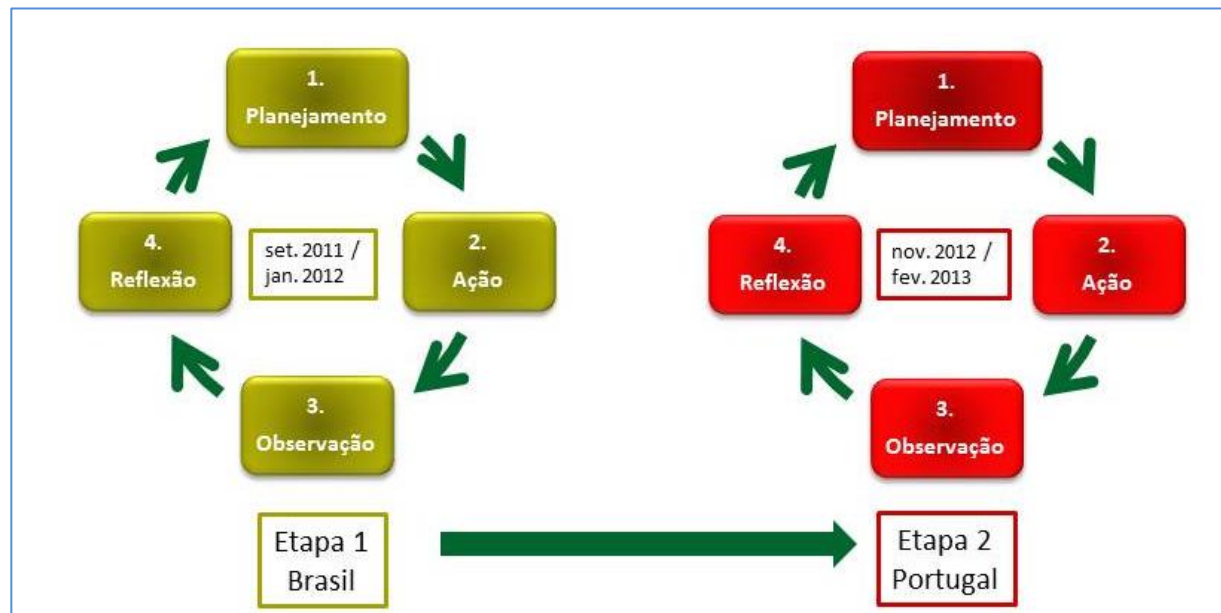 1.
Planejamento
2.
Ação
3.
Observação
4.
Reflexão
set. 2011 /
jan. 2012
Etapa 1
Brasil
1.
Planejamento
2.
Ação
3.
Observação
4.
Reflexão
nov. 2012 /
fev. 2013
Etapa 2
Portugal